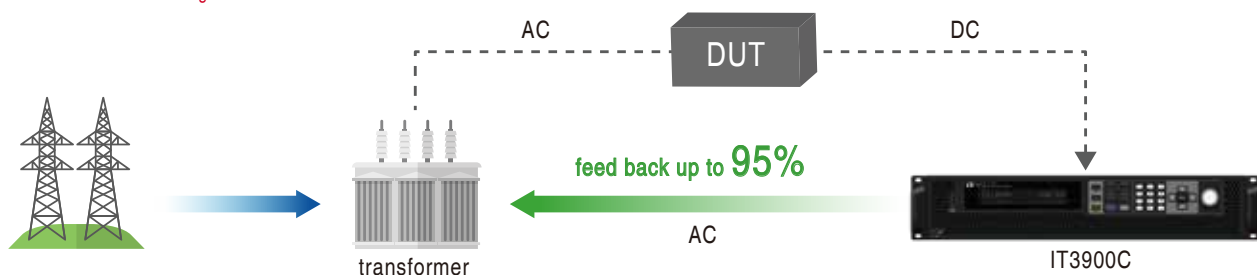 AC
DUT
DC
feed back up to 95%
AC
transformer
IT3900C